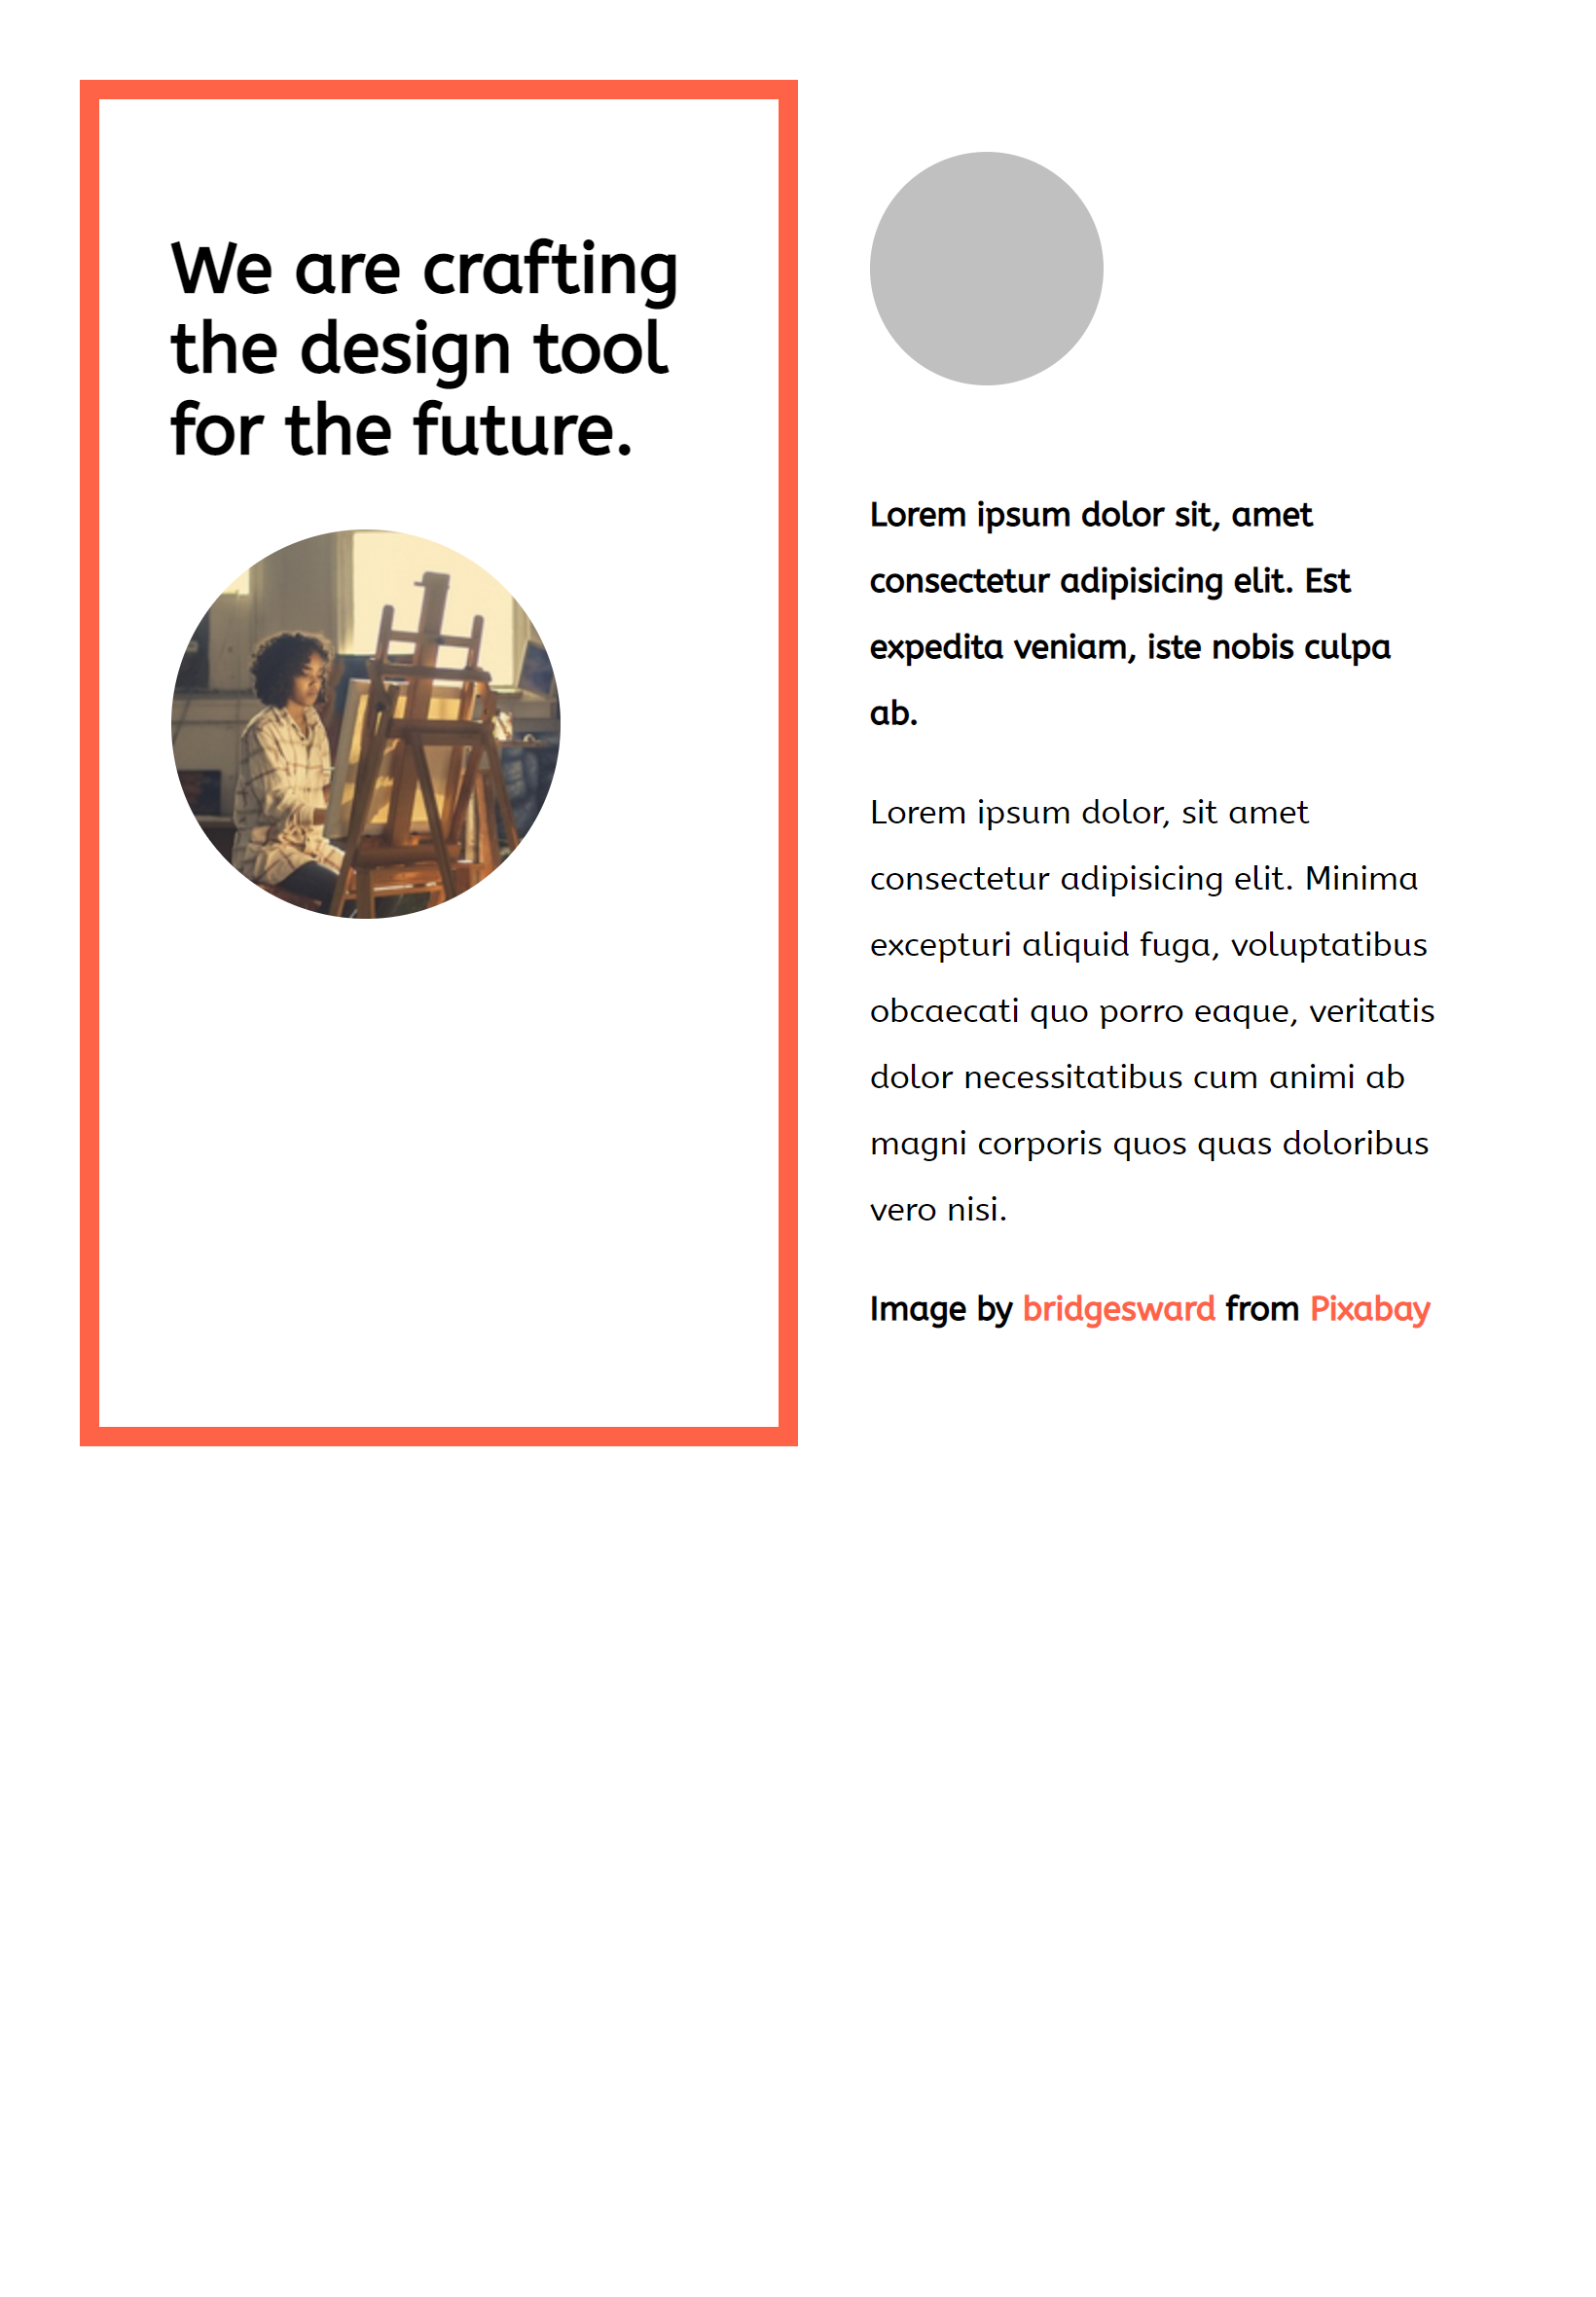 We are crafting
the design tool
for the future.
Lorem ipsum dolor sit, amet
consectetur adipisicing elit. Est
expedita veniam, iste nobis culpa
ab.
Lorem ipsum dolor, sit amet
consectetur adipisicing elit. Minima
excepturi aliquid fuga, voluptatibus
obcaecati quo porro eaque, veritatis
dolor necessitatibus cum animi ab
magni corporis quos quas doloribus
vero nisi.
Image by bridgesward from Pixabay